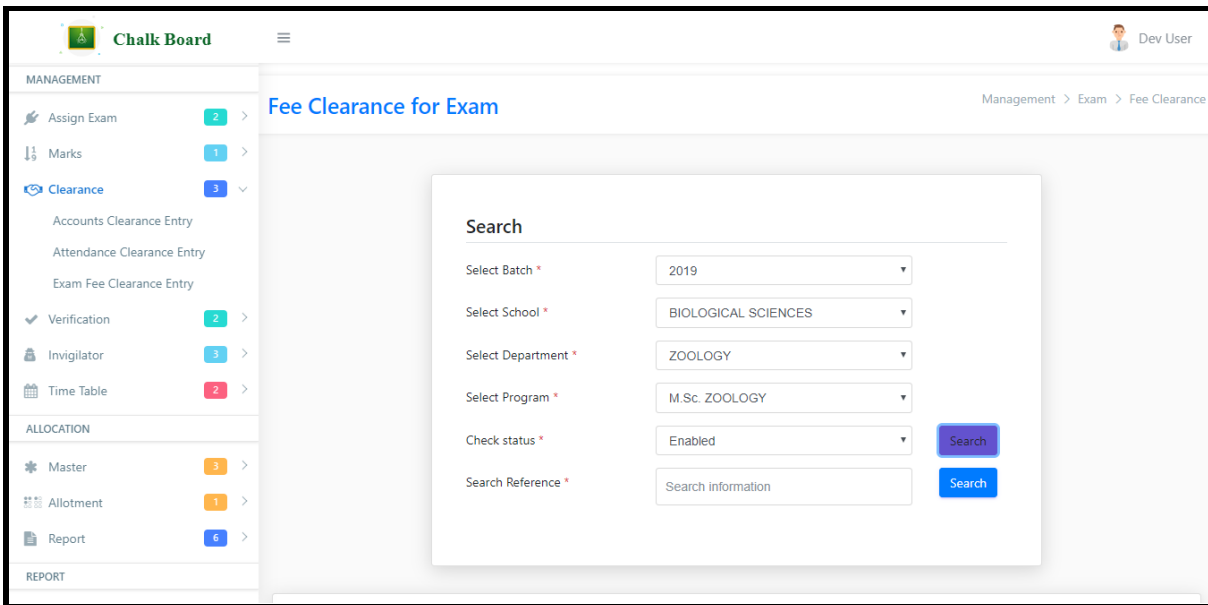 Chalk Board
Dev User
MANAGEMENT
Assign Exam 2
Marks 1
Clearance 3
Accounts Clearance Entry
Attendance Clearance Entry
Exam Fee Clearance Entry
Verification 2
Invigilator 3
Time Table 2
ALLOCATION
Master 3
Allotment 1
Report 6
REPORT
Fee Clearance for Exam
Management > Exam > Fee Clearance
Search
Select Batch * 2019
Select School * BIOLOGICAL SCIENCES
Select Department * ZOOLOGY
Select Program * M.Sc. ZOOLOGY
Check status * Enabled Search
Search Reference * Search information Search